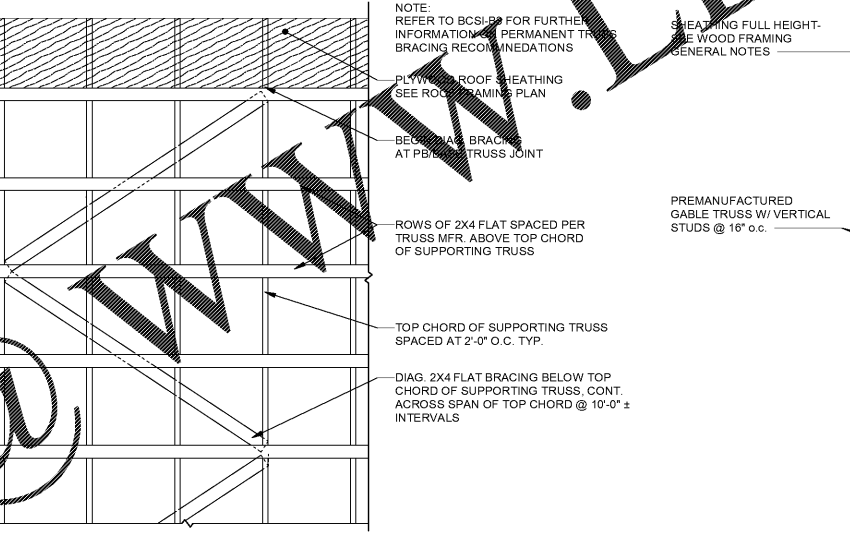 NOTE:
REFER TO BCSI-B3 FOR FURTHER
INFORMATION ON PERMANENT TRUSS
BRACING RECOMMNEDATIONS
PLYWOOD ROOF SHEATHING
SEE ROOF FRAMING PLAN
BEGIN DIAG. BRACING
AT PB/ TRUSS JOINT
ROWS OF 2X4 FLAT SPACED PER
TRUSS MFR. ABOVE TOP CHORD
OF SUPPORTING TRUSS
TOP CHORD OF SUPPORTING TRUSS
SPACED AT 2'-0" O.C. TYP.
DIAG. 2X4 FLAT BRACING BELOW TOP
CHORD OF SUPPORTING TRUSS, CONT.
ACROSS SPAN OF TOP CHORD @ 10'-0" ±
INTERVALS
SHEATHING FULL HEIGHT-
SEE WOOD FRAMING
GENERAL NOTES
PREMANUFACTURED
GABLE TRUSS W/ VERTICAL
STUDS @ 16" o.c.
@ WWW.LE